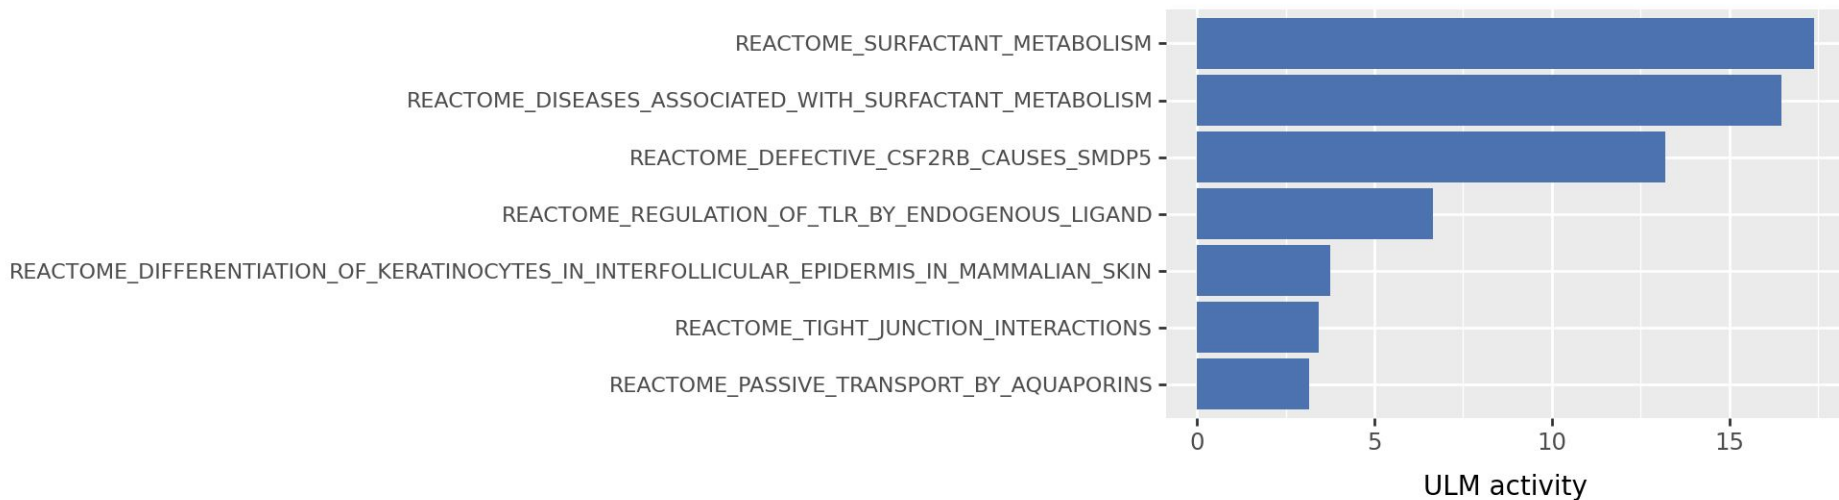 REACTOME_SURFACTANT_METABOLISM
REACTOME_DISEASES_ASSOCIATED_WITH_SURFACTANT_METABOLISM
REACTOME_DEFECTIVE_CSF2RB_CAUSES_SMDP5
REACTOME_REGULATION_OF_TLR_BY_ENDOGENOUS_LIGAND
REACTOME_DIFFERENTIATION_OF_KERATINOCYTES_IN_INTERFOLLICULAR_EPIDERMIS_IN_MAMMALIAN_SKIN
REACTOME_TIGHT_JUNCTION_INTERACTIONS
REACTOME_PASSIVE_TRANSPORT_BY_AQUAPORINS
0 5 10 15
ULM activity